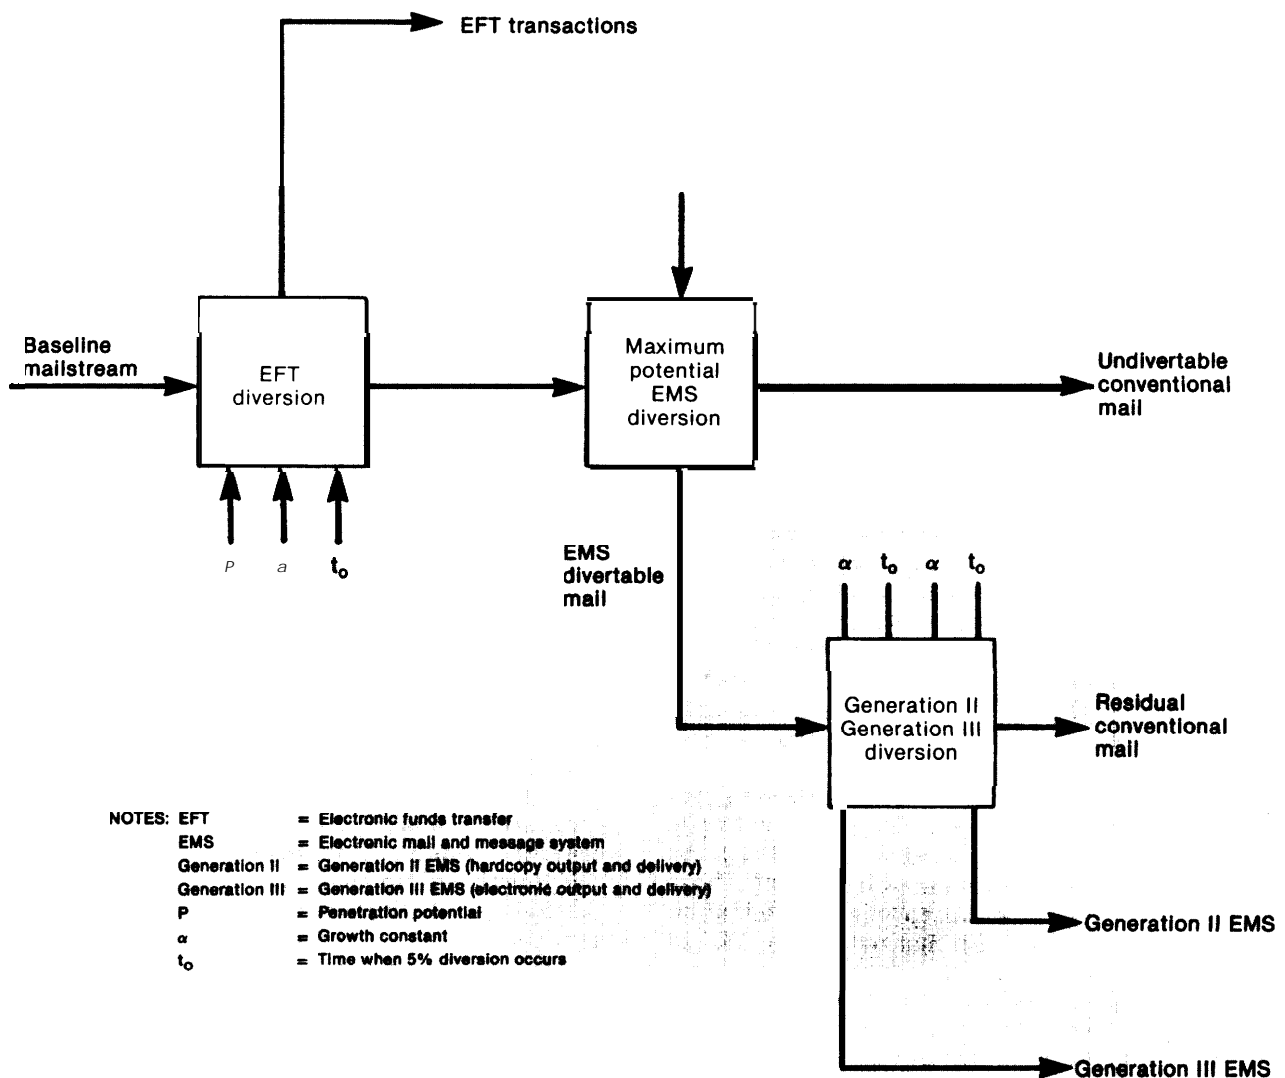 EFT transactions
Baseline
mailstream
EFT
diversion
P a t₀
Maximum
potential
EMS
diversion
Undivertable
conventional
mail
EMS
divertable
mail
α t₀ α t₀
Generation II
Generation III
diversion
Residual
conventional
mail
NOTES: EFT = Electronic funds transfer
EMS = Electronic mail and message system
Generation II = Generation II EMS (hardcopy output and delivery)
Generation III = Generation III EMS (electronic output and delivery)
P = Penetration potential
α = Growth constant
t₀ = Time when 5% diversion occurs
Generation II EMS
Generation III EMS